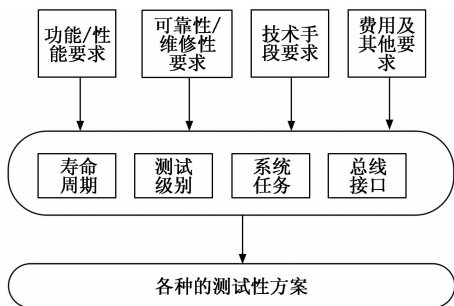 功能/性
能要求
可靠性/
维修性
要求
技术手
段要求
费用及
其他要
求
寿命
周期
测试
级别
系统
任务
总线
接口
各种的测试性方案